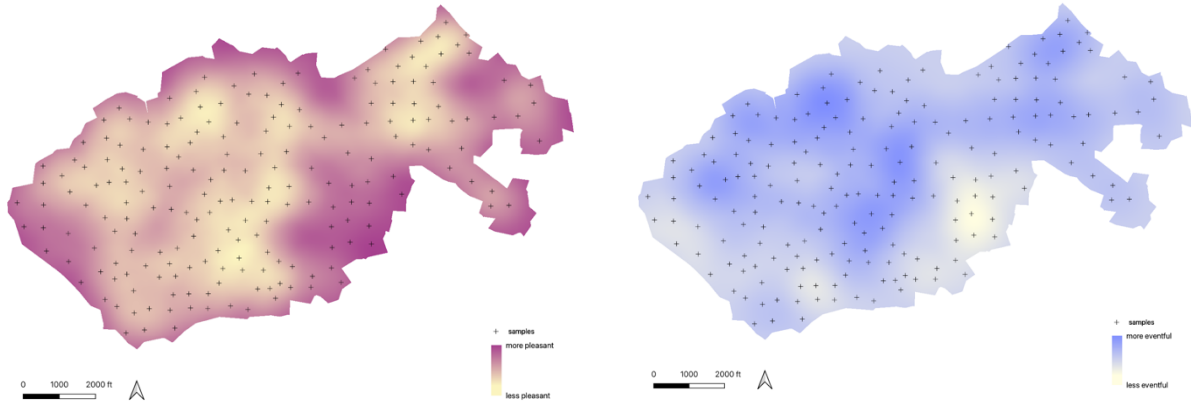 samples
more pleasant
less pleasant
0 1000 2000 ft
samples
more eventful
less eventful
0 1000 2000 ft